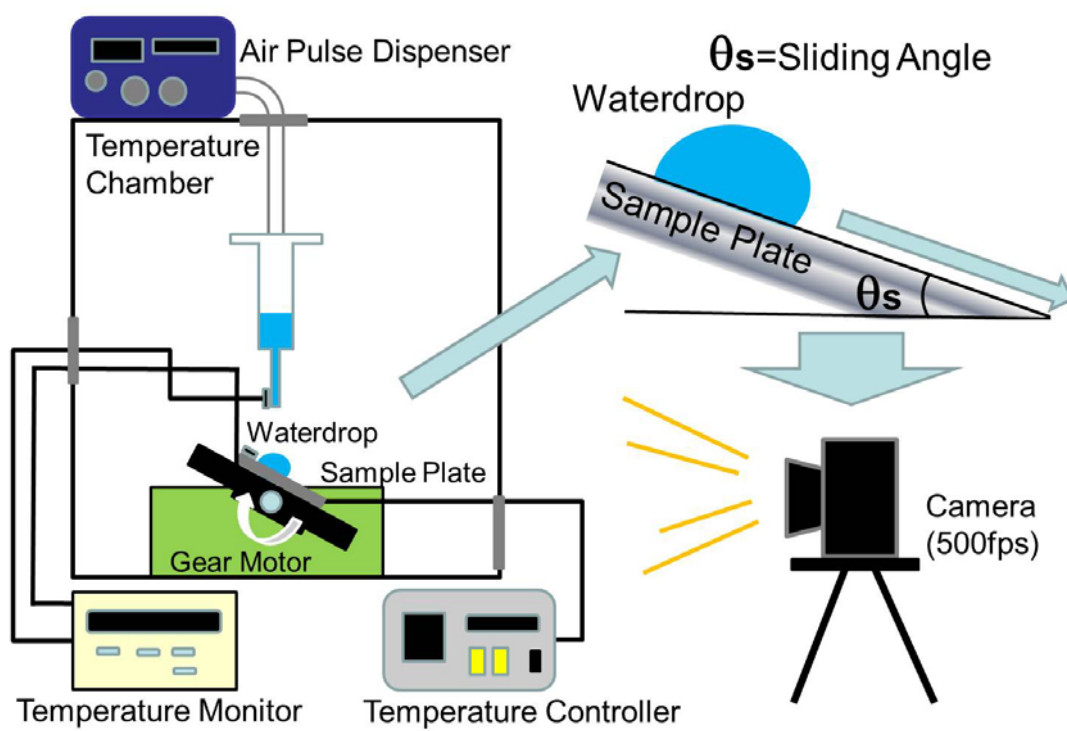 Air Pulse Dispenser
θs=Sliding Angle
Waterdrop
Temperature
Chamber
Sample Plate
θs
Waterdrop
Sample Plate
Gear Motor
Camera
(500fps)
Temperature Monitor
Temperature Controller